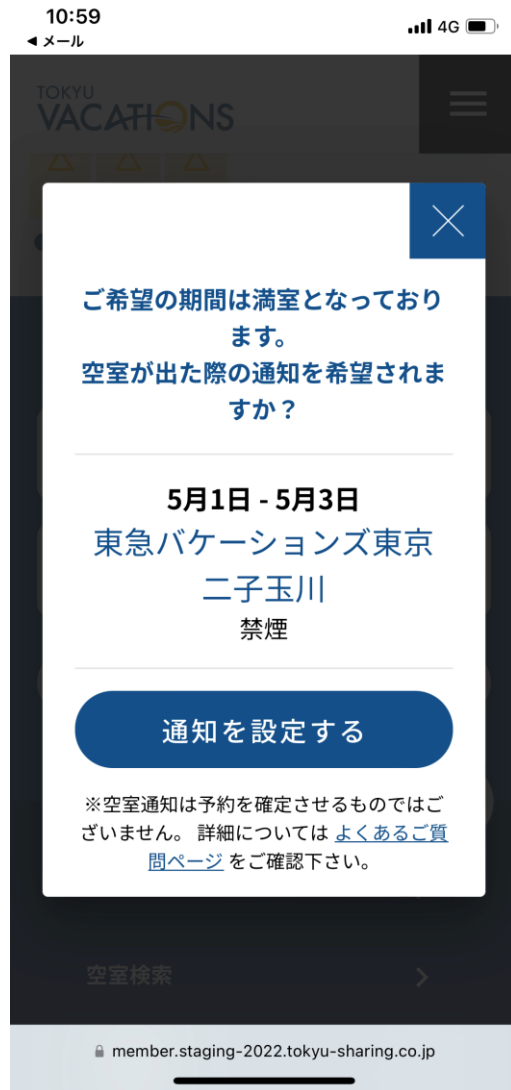 10:59
4G
◀ メール
TOKYU
VACATIONS
ご希望の期間は満室となっており
ます。
空室が出た際の通知を希望されま
すか？
5月1日 - 5月3日
東急バケーションズ東京
二子玉川
禁煙
通知を設定する
※空室通知は予約を確定させるものではご
ざいません。 詳細については よくあるご質
問ページ をご確認下さい。
空室検索
member.staging-2022.tokyu-sharing.co.jp